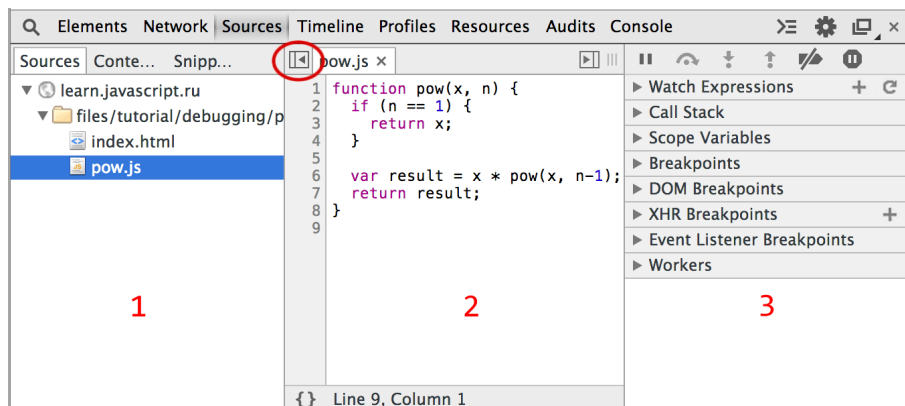 Elements Network Sources Timeline Profiles Resources Audits Console
Sources Conte... Snipp...
learn.javascript.ru
files/tutorial/debugging/p
index.html
pow.js
1
pow.js ×
1 function pow(x, n) {
2 if (n == 1) {
3 return x;
4 }
5
6 var result = x * pow(x, n-1);
7 return result;
8 }
9
2
{} Line 9, Column 1
Watch Expressions
Call Stack
Scope Variables
Breakpoints
DOM Breakpoints
XHR Breakpoints
Event Listener Breakpoints
Workers
3